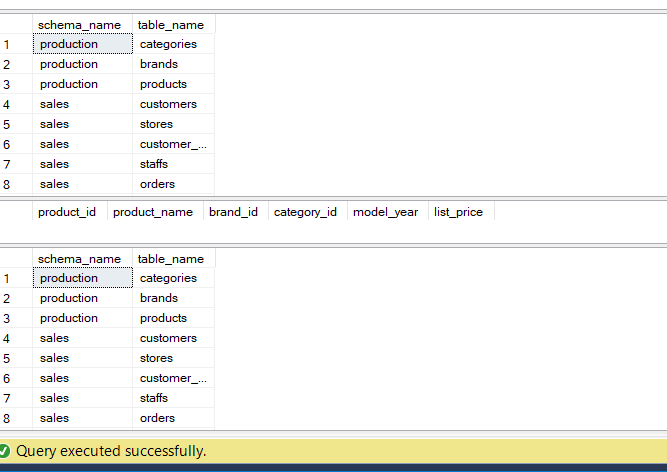 schema_name table_name
1 production categories
2 production brands
3 production products
4 sales customers
5 sales stores
6 sales customer_...
7 sales staffs
8 sales orders
product_id product_name brand_id category_id model_year list_price
schema_name table_name
1 production categories
2 production brands
3 production products
4 sales customers
5 sales stores
6 sales customer_...
7 sales staffs
8 sales orders
Query executed successfully.